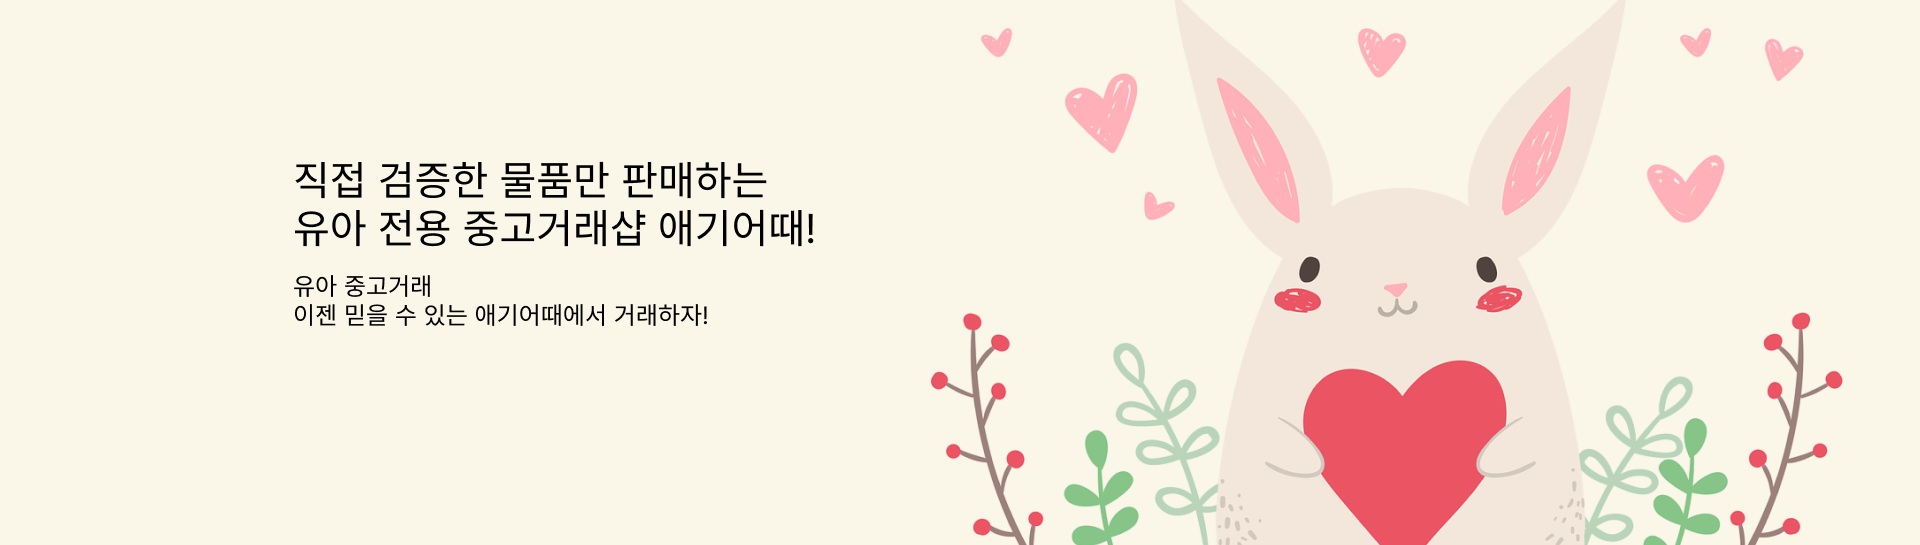 직접 검증한 물품만 판매하는
유아 전용 중고거래샵 애기어때!
유아 중고거래
이젠 믿을 수 있는 애기어때에서 거래하자!